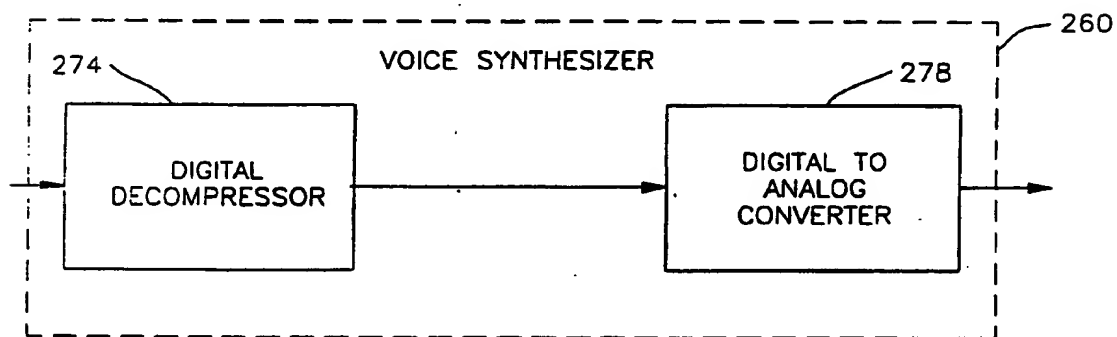 260
VOICE SYNTHESIZER
274
278
DIGITAL
DECOMPRESSOR
DIGITAL TO
ANALOG
CONVERTER